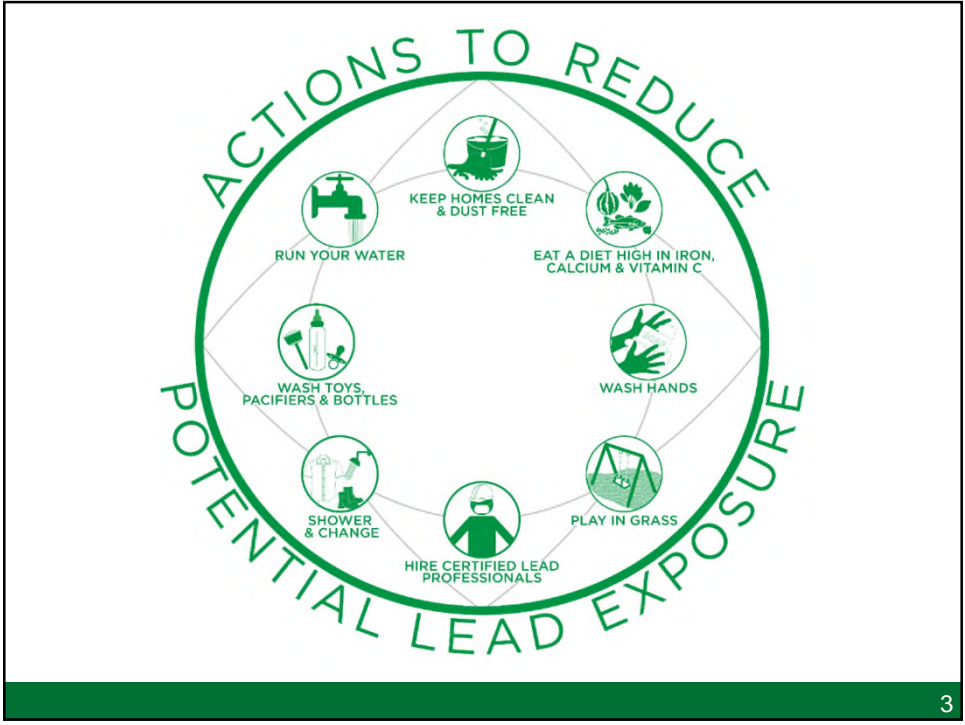 ACTIONS TO REDUCE
POTENTIAL LEAD EXPOSURE
KEEP HOMES CLEAN
& DUST FREE
EAT A DIET HIGH IN IRON,
CALCIUM & VITAMIN C
WASH HANDS
PLAY IN GRASS
HIRE CERTIFIED LEAD
PROFESSIONALS
SHOWER
& CHANGE
WASH TOYS,
PACIFIERS & BOTTLES
RUN YOUR WATER
3